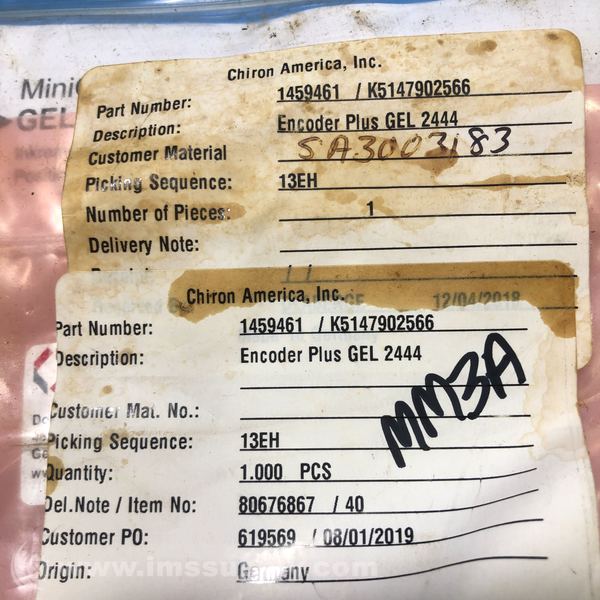 Mini
GEL
Chiron America, Inc.
Part Number: 1459461 / K5147902566
Description: Encoder Plus GEL 2444
Customer Material SA3003183
Picking Sequence: 13EH
Number of Pieces: 1
Delivery Note:
12/04/2018
Chiron America, Inc.
Part Number: 1459461 / K5147902566
Description: Encoder Plus GEL 2444
MM3A
Customer Mat. No.:
Picking Sequence: 13EH
Quantity: 1.000 PCS
Del.Note / Item No: 80676867 / 40
Customer PO: 619569 / 08/01/2019
Origin: Germany